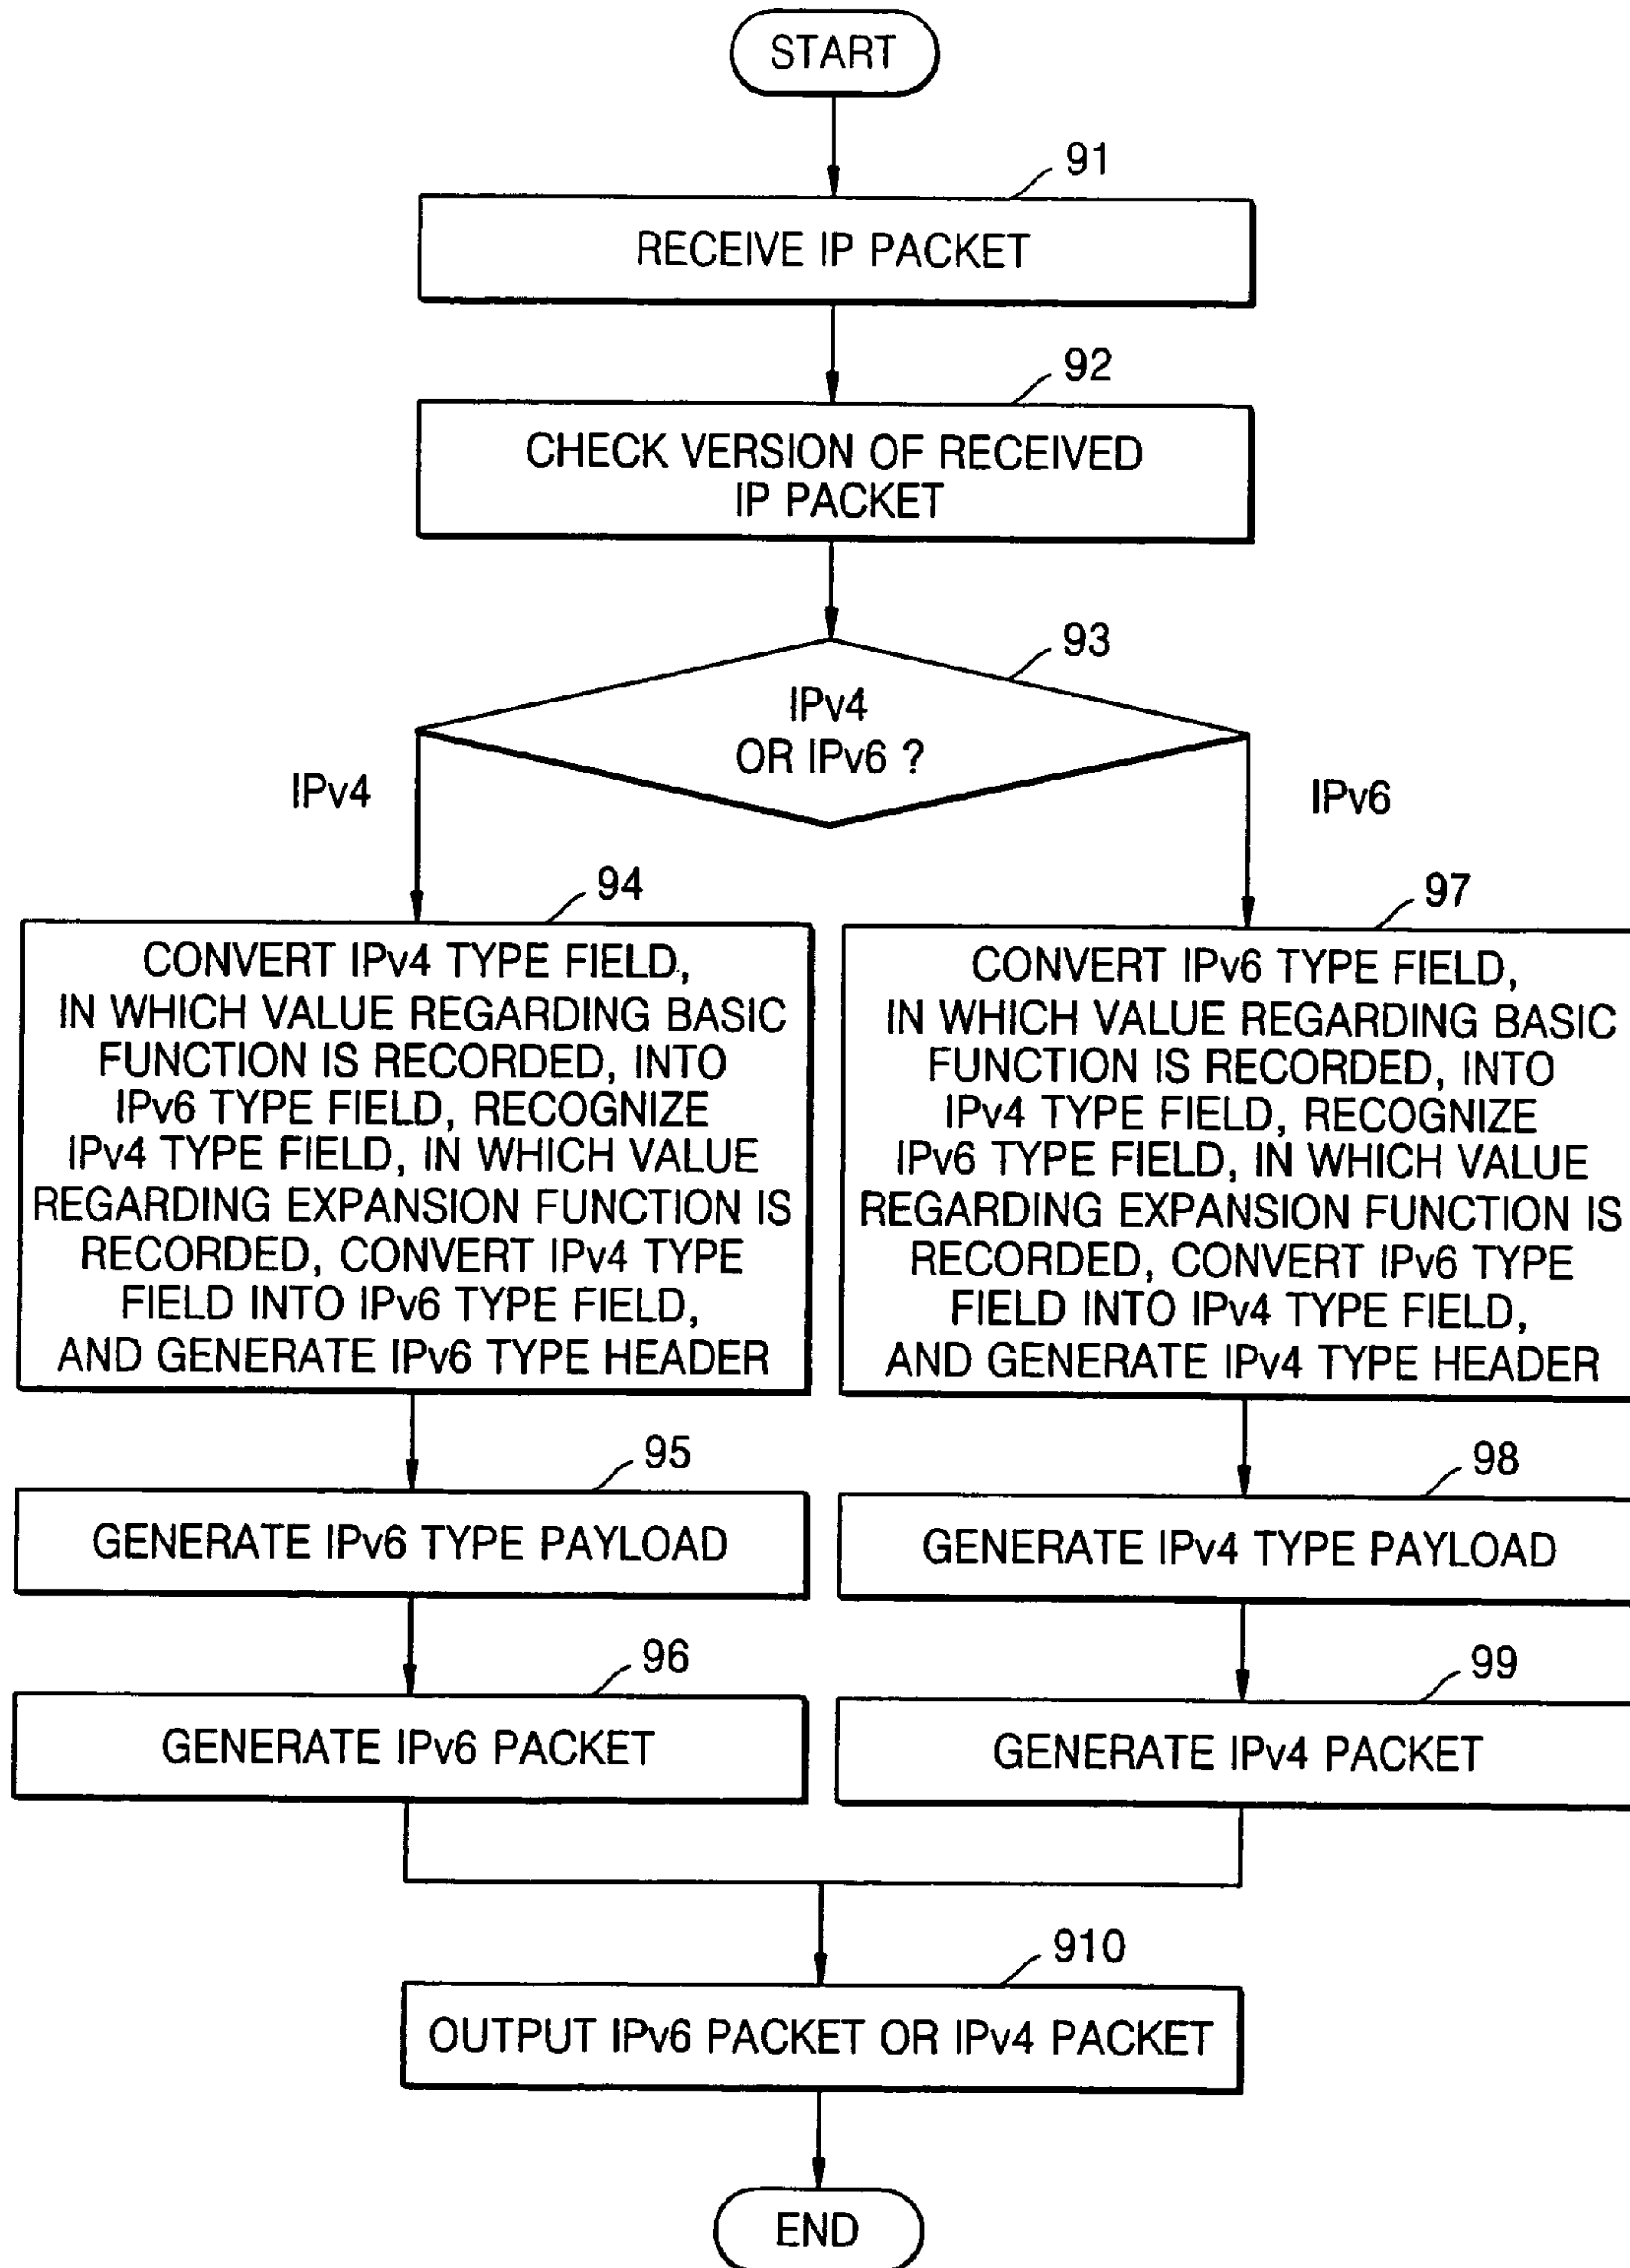 START
91
RECEIVE IP PACKET
92
CHECK VERSION OF RECEIVED
IP PACKET
93
IPv4
OR IPv6 ?
IPv4
IPv6
94
CONVERT IPv4 TYPE FIELD,
IN WHICH VALUE REGARDING BASIC
FUNCTION IS RECORDED, INTO
IPv6 TYPE FIELD, RECOGNIZE
IPv4 TYPE FIELD, IN WHICH VALUE
REGARDING EXPANSION FUNCTION IS
RECORDED, CONVERT IPv4 TYPE
FIELD INTO IPv6 TYPE FIELD,
AND GENERATE IPv6 TYPE HEADER
97
CONVERT IPv6 TYPE FIELD,
IN WHICH VALUE REGARDING BASIC
FUNCTION IS RECORDED, INTO
IPv4 TYPE FIELD, RECOGNIZE
IPv6 TYPE FIELD, IN WHICH VALUE
REGARDING EXPANSION FUNCTION IS
RECORDED, CONVERT IPv6 TYPE
FIELD INTO IPv4 TYPE FIELD,
AND GENERATE IPv4 TYPE HEADER
95
GENERATE IPv6 TYPE PAYLOAD
98
GENERATE IPv4 TYPE PAYLOAD
96
GENERATE IPv6 PACKET
99
GENERATE IPv4 PACKET
910
OUTPUT IPv6 PACKET OR IPv4 PACKET
END